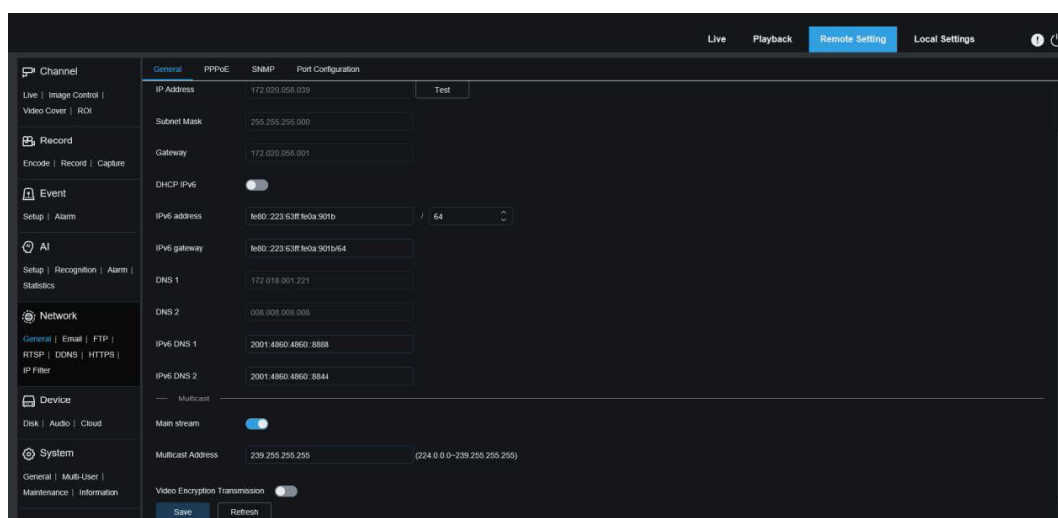 Live Playback Remote Setting Local Settings
Channel
Live | Image Control |
Video Cover | ROI
Record
Encode | Record | Capture
Event
Setup | Alarm
AI
Setup | Recognition | Alarm |
Statistics
Network
General | Email | FTP |
RTSP | DDNS | HTTPS |
IP Filter
Device
Disk | Audio | Cloud
System
General | Multi-User |
Maintenance | Information
General PPPoE SNMP Port Configuration
IP Address 172.020.058.039 Test
Subnet Mask 255.255.255.000
Gateway 172.020.058.001
DHCP IPv6
IPv6 address fe80::223:63ff:fe0a:901b / 64
IPv6 gateway fe80::223:63ff:fe0a:901b/64
DNS 1 172.018.001.221
DNS 2 008.008.008.008
IPv6 DNS 1 2001:4860:4860::8888
IPv6 DNS 2 2001:4860:4860::8844
Multicast
Main stream
Multicast Address 239.255.255.255 (224.0.0.0~239.255.255.255)
Video Encryption Transmission
Save Refresh